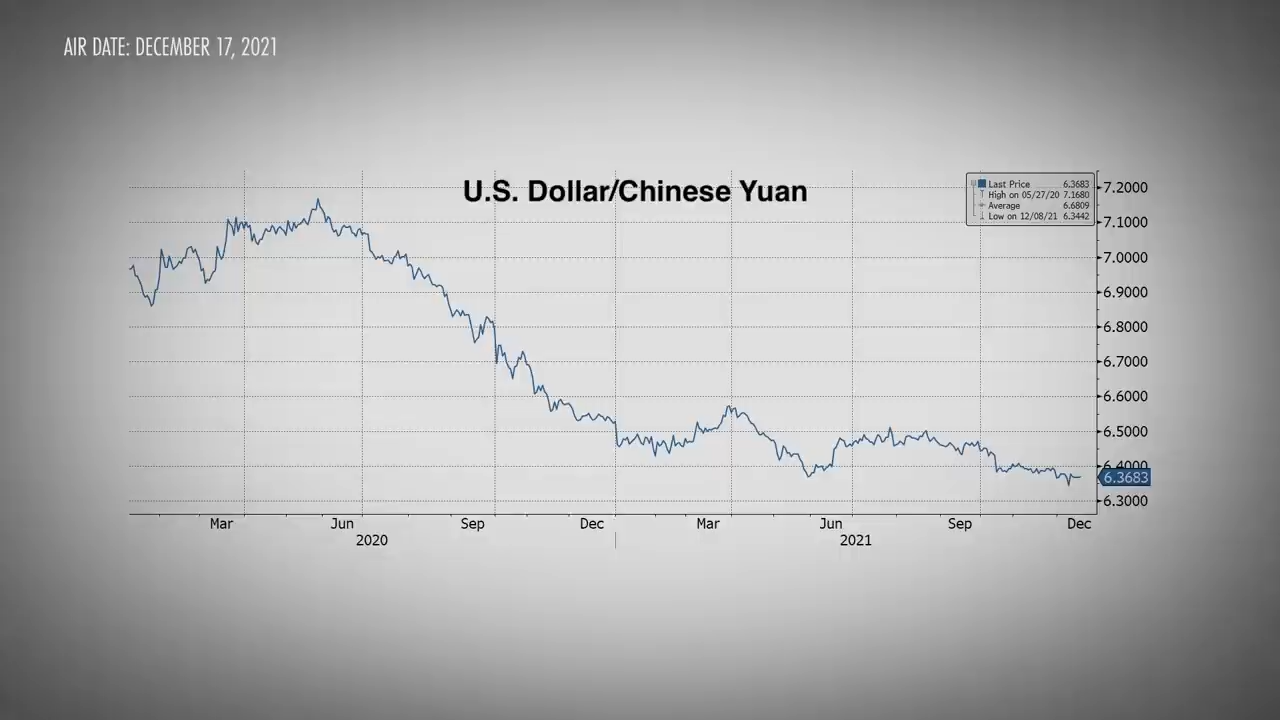 AIR DATE: DECEMBER 17, 2021
U.S. Dollar/Chinese Yuan
Last Price 6.3683
High on 05/27/20 7.1680
Average 6.6809
Low on 12/08/21 6.3442
7.2000
7.1000
7.0000
6.9000
6.8000
6.7000
6.6000
6.5000
6.4000
6.3683
6.3000
Mar Jun Sep Dec Mar Jun Sep Dec
2020 2021